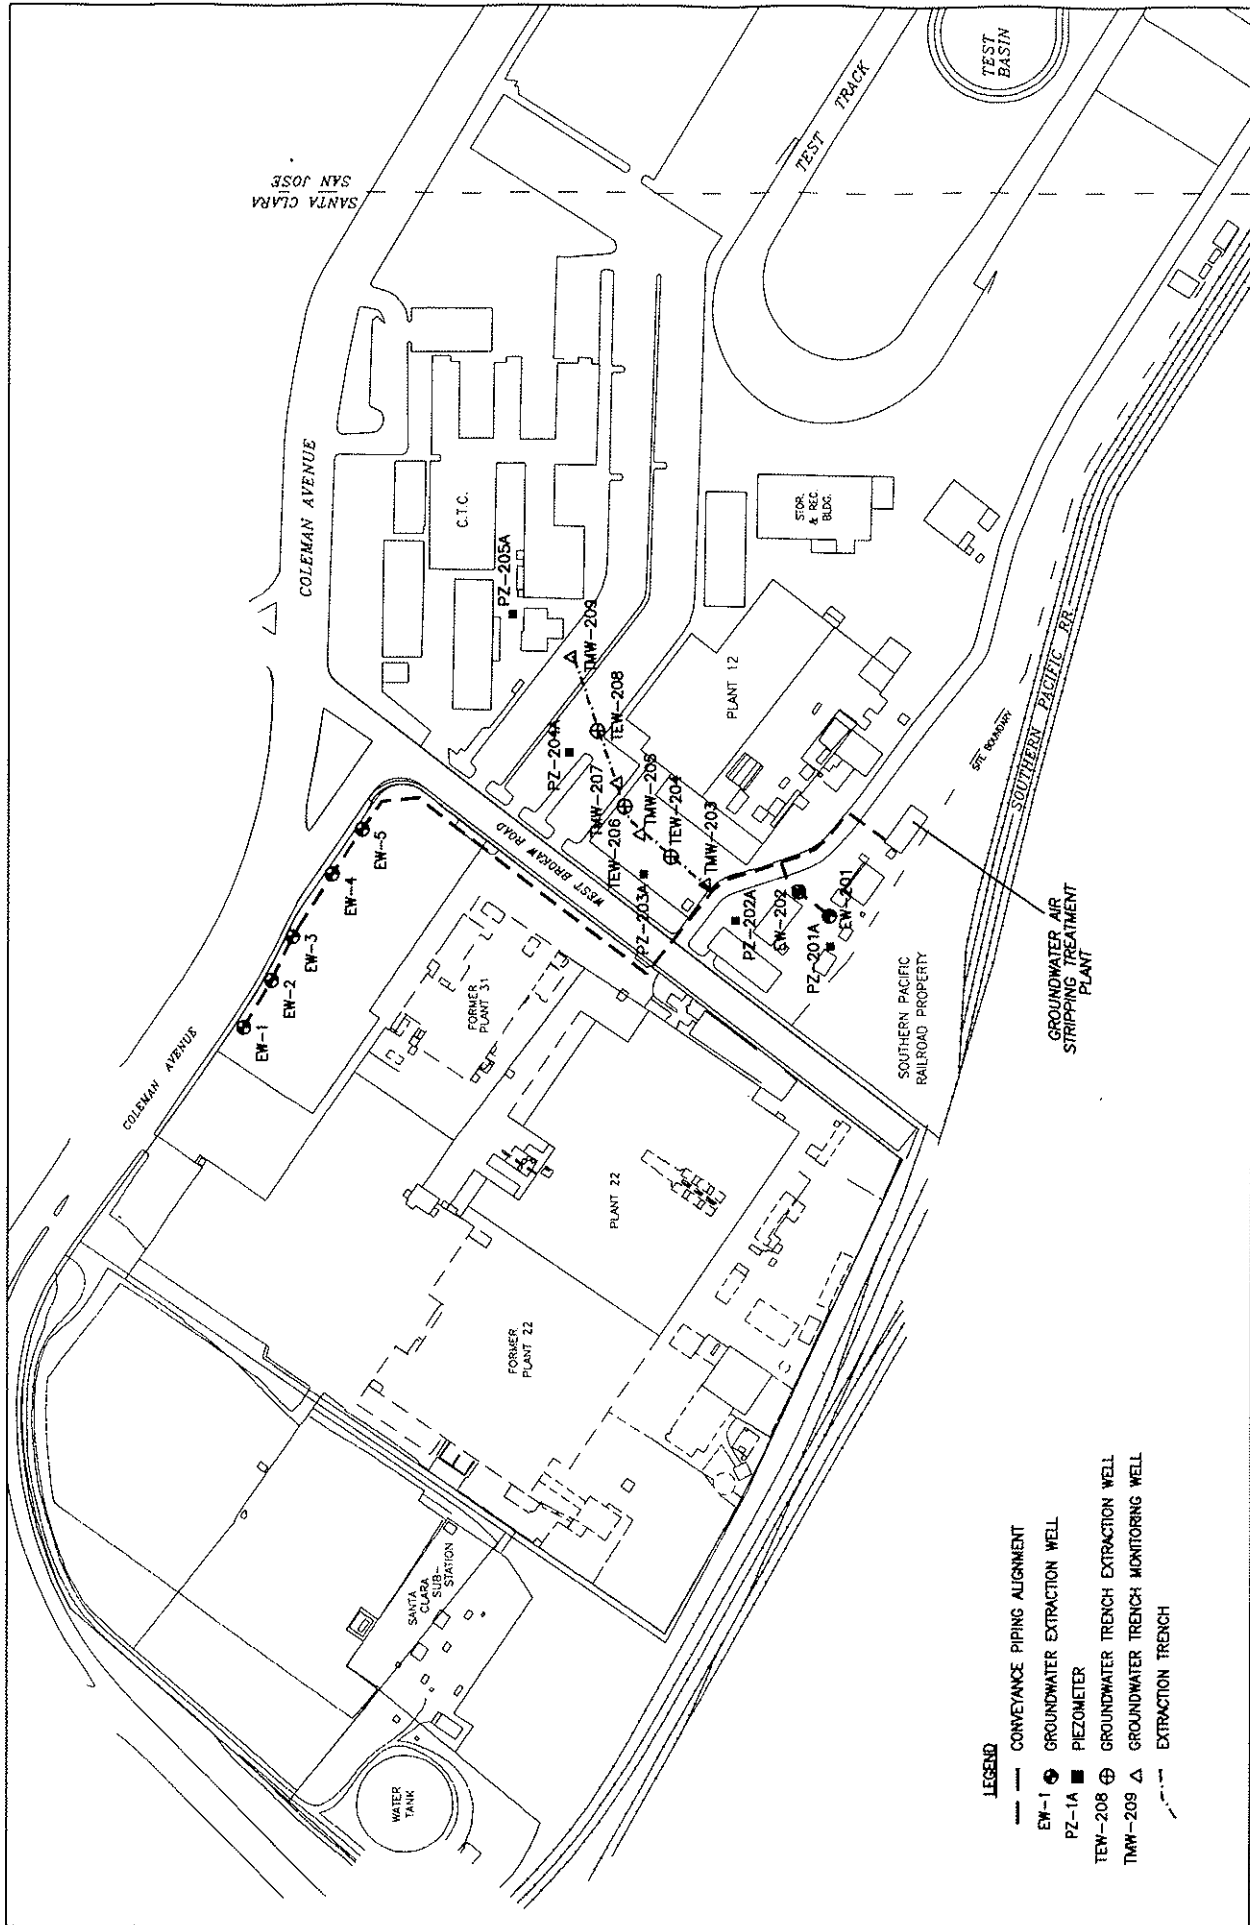 SANTA CLARA
SAN JOSE
COLEMAN AVENUE
COLEMAN AVENUE
TEST TRACK
TEST
BASIN
C.T.C.
PZ-205A
TMW-209
TEW-208
PZ-204A
TMW-207
TEW-206
TMW-205
TEW-204
TMW-203
PZ-203A
PZ-202A
EW-202
EW-201
PZ-201A
EW-1
EW-2
EW-3
EW-4
EW-5
WEST BROKAW ROAD
STOR.
& REC.
BLDG.
PLANT 12
SITE BOUNDARY
SOUTHERN PACIFIC RR.
SOUTHERN PACIFIC
RAILROAD PROPERTY
GROUNDWATER AIR
STRIPPING TREATMENT
PLANT
FORMER
PLANT 31
PLANT 22
FORMER
PLANT 22
SANTA
CLARA
SUB-
STATION
WATER
TANK
LEGEND
CONVEYANCE PIPING ALIGNMENT
EW-1 GROUNDWATER EXTRACTION WELL
PZ-1A PIEZOMETER
TEW-208 GROUNDWATER TRENCH EXTRACTION WELL
TMW-209 GROUNDWATER TRENCH MONITORING WELL
EXTRACTION TRENCH